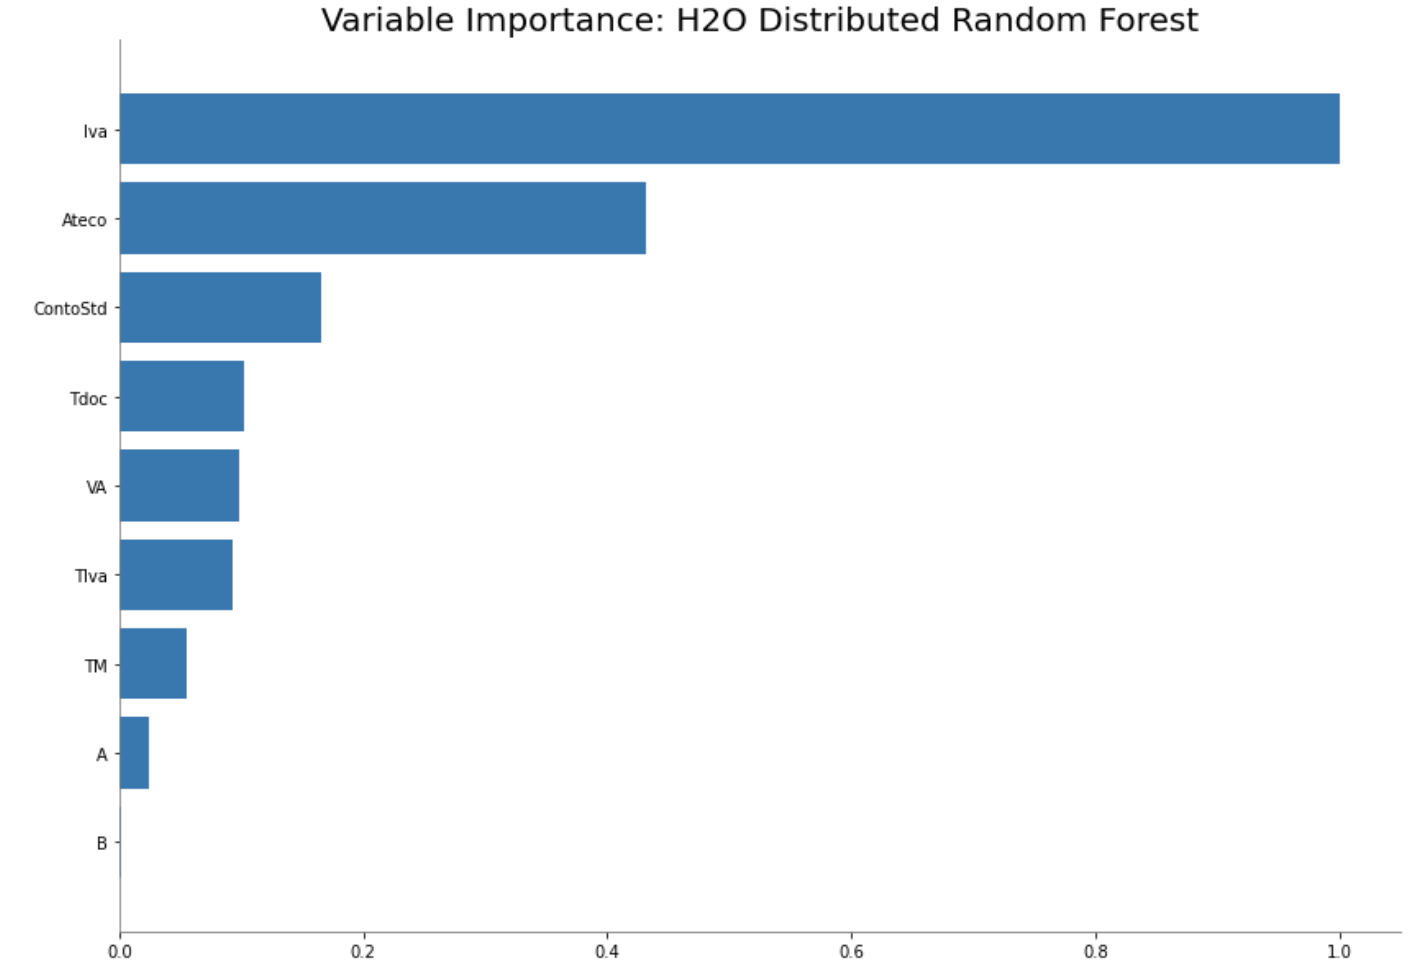 Variable Importance: H2O Distributed Random Forest
Iva
Ateco
ContoStd
Tdoc
VA
TIva
TM
A
B
0.0 0.2 0.4 0.6 0.8 1.0